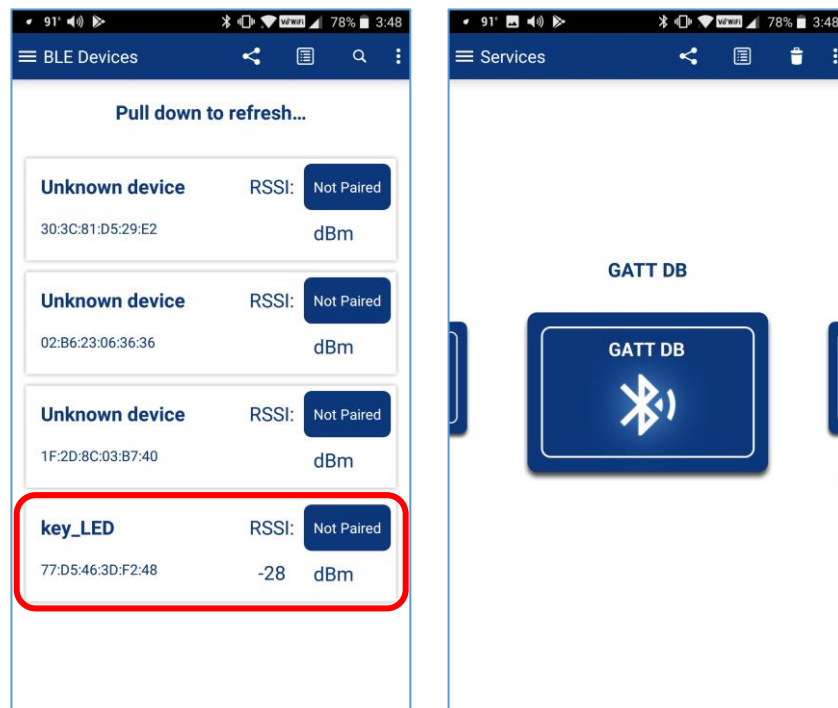 91° 78% 3:48
BLE Devices
Pull down to refresh...
Unknown device RSSI: Not Paired
30:3C:81:D5:29:E2 dBm
Unknown device RSSI: Not Paired
02:B6:23:06:36:36 dBm
Unknown device RSSI: Not Paired
1F:2D:8C:03:B7:40 dBm
key_LED RSSI: Not Paired
77:D5:46:3D:F2:48 -28 dBm
91° 78% 3:48
Services
GATT DB
GATT DB